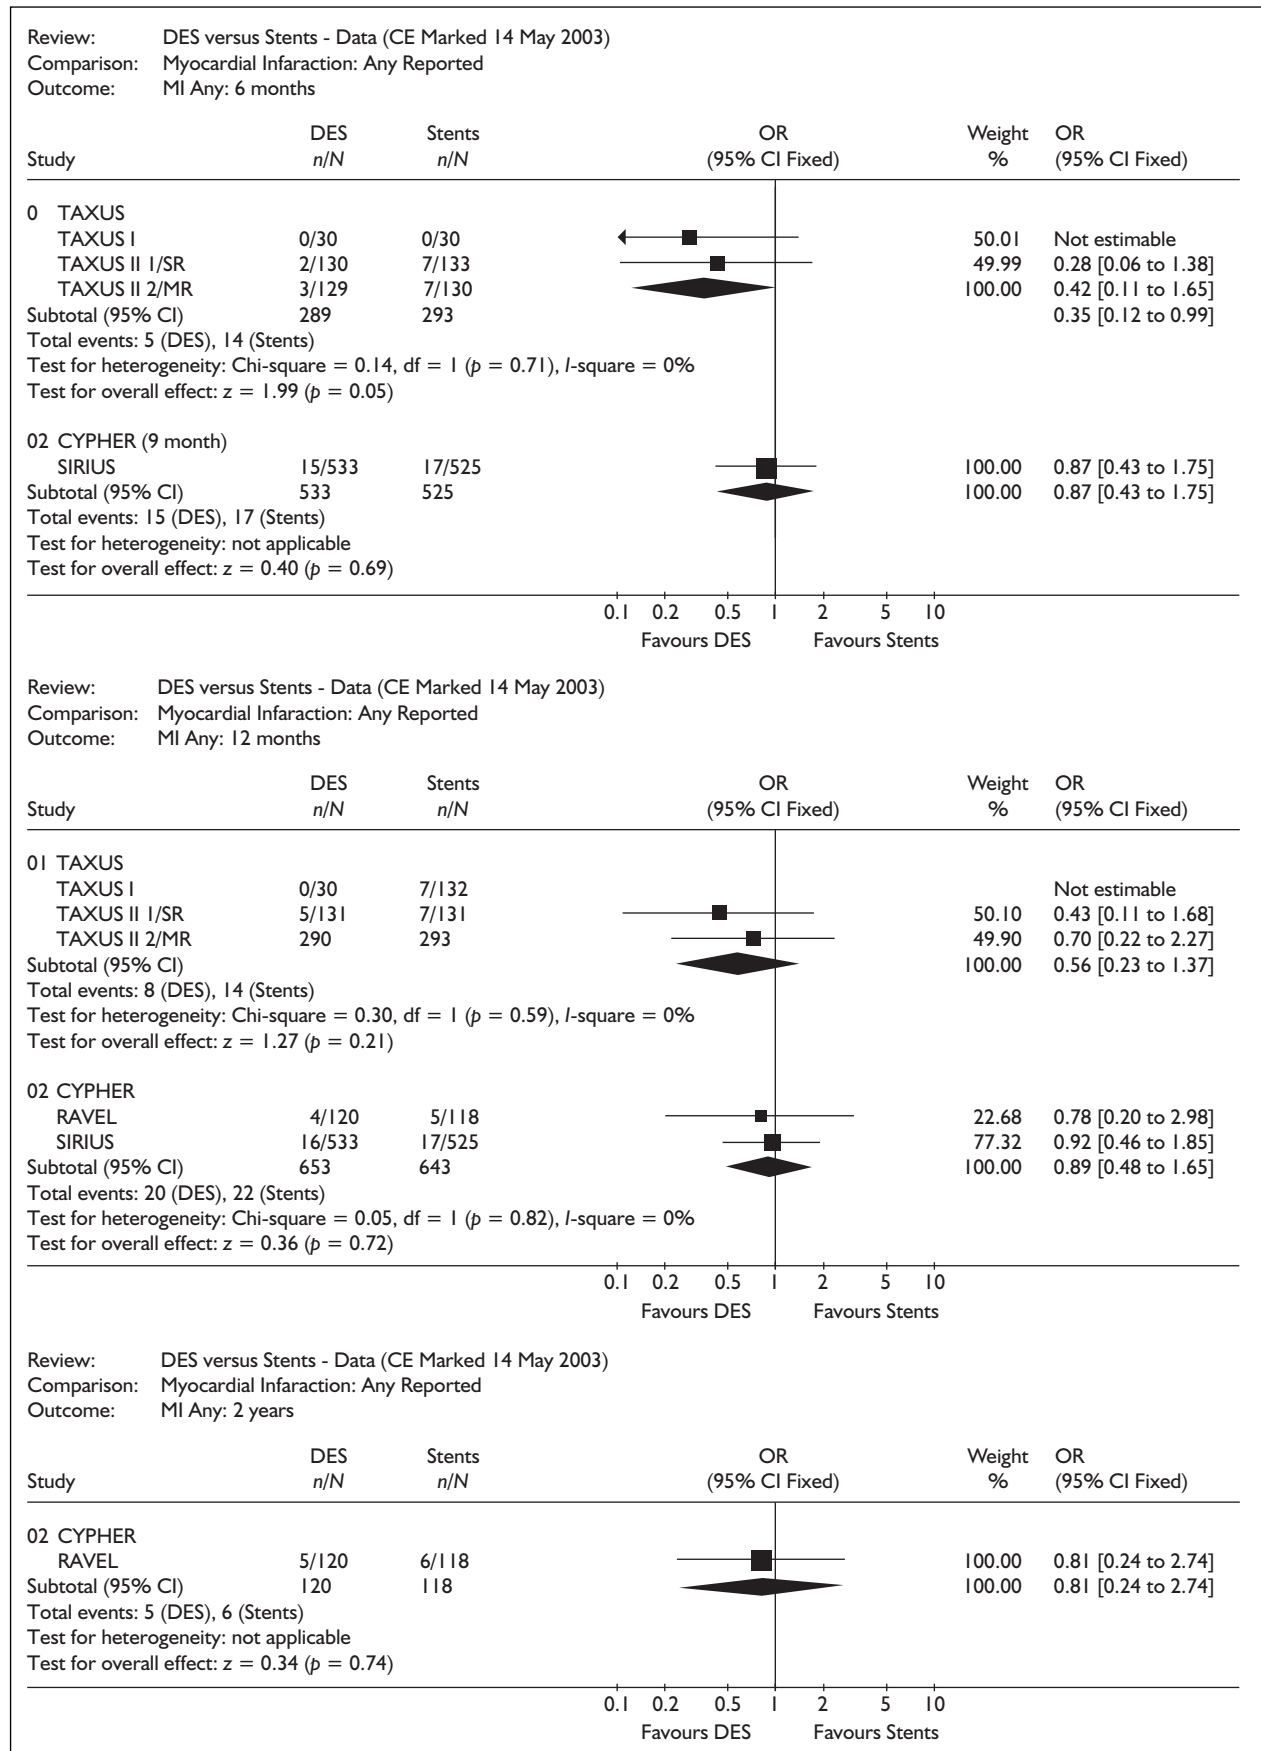 Review: DES versus Stents - Data (CE Marked 14 May 2003)
Comparison: Myocardial Infaraction: Any Reported
Outcome: MI Any: 6 months
DES Stents OR Weight OR
Study n/N n/N (95% CI Fixed) % (95% CI Fixed)
0 TAXUS
TAXUS I 0/30 0/30 50.01 Not estimable
TAXUS II 1/SR 2/130 7/133 49.99 0.28 [0.06 to 1.38]
TAXUS II 2/MR 3/129 7/130 100.00 0.42 [0.11 to 1.65]
Subtotal (95% CI) 289 293 0.35 [0.12 to 0.99]
Total events: 5 (DES), 14 (Stents)
Test for heterogeneity: Chi-square = 0.14, df = 1 (p = 0.71), I-square = 0%
Test for overall effect: z = 1.99 (p = 0.05)
02 CYPHER (9 month)
SIRIUS 15/533 17/525 100.00 0.87 [0.43 to 1.75]
Subtotal (95% CI) 533 525 100.00 0.87 [0.43 to 1.75]
Total events: 15 (DES), 17 (Stents)
Test for heterogeneity: not applicable
Test for overall effect: z = 0.40 (p = 0.69)
0.1 0.2 0.5 1 2 5 10
Favours DES Favours Stents
Review: DES versus Stents - Data (CE Marked 14 May 2003)
Comparison: Myocardial Infaraction: Any Reported
Outcome: MI Any: 12 months
DES Stents OR Weight OR
Study n/N n/N (95% CI Fixed) % (95% CI Fixed)
01 TAXUS
TAXUS I 0/30 7/132 Not estimable
TAXUS II 1/SR 5/131 7/131 50.10 0.43 [0.11 to 1.68]
TAXUS II 2/MR 290 293 49.90 0.70 [0.22 to 2.27]
Subtotal (95% CI) 100.00 0.56 [0.23 to 1.37]
Total events: 8 (DES), 14 (Stents)
Test for heterogeneity: Chi-square = 0.30, df = 1 (p = 0.59), I-square = 0%
Test for overall effect: z = 1.27 (p = 0.21)
02 CYPHER
RAVEL 4/120 5/118 22.68 0.78 [0.20 to 2.98]
SIRIUS 16/533 17/525 77.32 0.92 [0.46 to 1.85]
Subtotal (95% CI) 653 643 100.00 0.89 [0.48 to 1.65]
Total events: 20 (DES), 22 (Stents)
Test for heterogeneity: Chi-square = 0.05, df = 1 (p = 0.82), I-square = 0%
Test for overall effect: z = 0.36 (p = 0.72)
0.1 0.2 0.5 1 2 5 10
Favours DES Favours Stents
Review: DES versus Stents - Data (CE Marked 14 May 2003)
Comparison: Myocardial Infaraction: Any Reported
Outcome: MI Any: 2 years
DES Stents OR Weight OR
Study n/N n/N (95% CI Fixed) % (95% CI Fixed)
02 CYPHER
RAVEL 5/120 6/118 100.00 0.81 [0.24 to 2.74]
Subtotal (95% CI) 120 118 100.00 0.81 [0.24 to 2.74]
Total events: 5 (DES), 6 (Stents)
Test for heterogeneity: not applicable
Test for overall effect: z = 0.34 (p = 0.74)
0.1 0.2 0.5 1 2 5 10
Favours DES Favours Stents